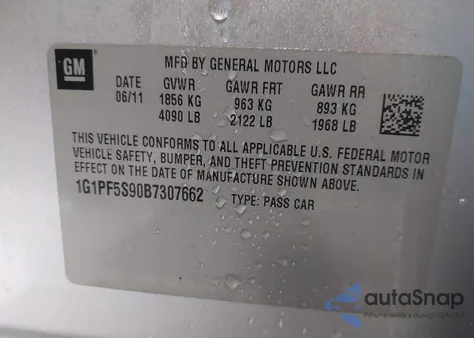 GM
MFD BY GENERAL MOTORS LLC
DATE GVWR GAWR FRT GAWR RR
06/11 1856 KG 963 KG 893 KG
4090 LB 2122 LB 1968 LB
THIS VEHICLE CONFORMS TO ALL APPLICABLE U.S. FEDERAL MOTOR
VEHICLE SAFETY, BUMPER, AND THEFT PREVENTION STANDARDS IN
EFFECT ON THE DATE OF MANUFACTURE SHOWN ABOVE.
1G1PF5S90B7307662 TYPE: PASS CAR
autoSnap